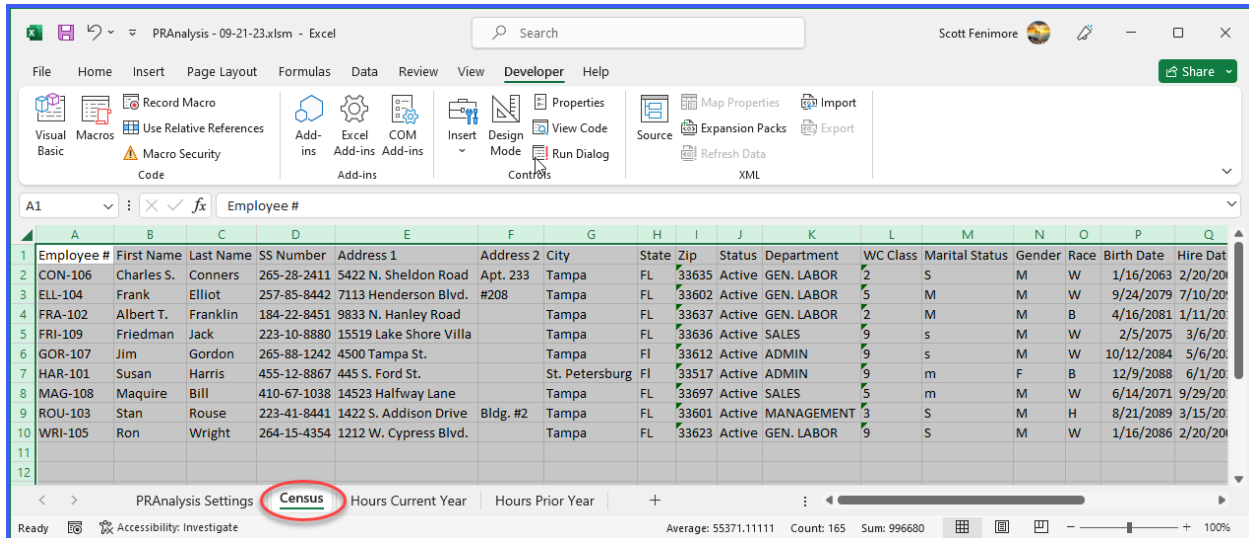 PRAnalysis - 09-21-23.xlsm - Excel Search Scott Fenimore
File Home Insert Page Layout Formulas Data Review View Developer Help Share
Visual Basic Macros Record Macro Use Relative References Macro Security Add-ins Excel Add-ins COM Add-ins Insert Design Mode Properties View Code Run Dialog Source Map Properties Expansion Packs Refresh Data Import Export
Code Add-ins Controls XML
A1 fx Employee #
A B C D E F G H I J K L M N O P Q
1 Employee # First Name Last Name SS Number Address 1 Address 2 City State Zip Status Department WC Class Marital Status Gender Race Birth Date Hire Dat
2 CON-106 Charles S. Conners 265-28-2411 5422 N. Sheldon Road Apt. 233 Tampa FL 33635 Active GEN. LABOR 2 S M W 1/16/2063 2/20/20
3 ELL-104 Frank Elliot 257-85-8442 7113 Henderson Blvd. #208 Tampa FL 33602 Active GEN. LABOR 5 M M W 9/24/2079 7/10/20
4 FRA-102 Albert T. Franklin 184-22-8451 9833 N. Hanley Road Tampa FL 33637 Active GEN. LABOR 2 M M B 4/16/2081 1/11/20
5 FRI-109 Friedman Jack 223-10-8880 15519 Lake Shore Villa Tampa FL 33636 Active SALES 9 s M W 2/5/2075 3/6/20
6 GOR-107 Jim Gordon 265-88-1242 4500 Tampa St. Tampa Fl 33612 Active ADMIN 9 s M W 10/12/2084 5/6/20
7 HAR-101 Susan Harris 455-12-8867 445 S. Ford St. St. Petersburg Fl 33517 Active ADMIN 9 m F B 12/9/2088 6/1/20
8 MAG-108 Maquire Bill 410-67-1038 14523 Halfway Lane Tampa FL 33697 Active SALES 5 m M W 6/14/2071 9/29/20
9 ROU-103 Stan Rouse 223-41-8441 1422 S. Addison Drive Bldg. #2 Tampa FL 33601 Active MANAGEMENT 3 S M H 8/21/2089 3/15/20
10 WRI-105 Ron Wright 264-15-4354 1212 W. Cypress Blvd. Tampa FL 33623 Active GEN. LABOR 9 S M W 1/16/2086 2/20/20
11
12
PRAnalysis Settings Census Hours Current Year Hours Prior Year
Ready Accessibility: Investigate Average: 55371.11111 Count: 165 Sum: 996680 100%